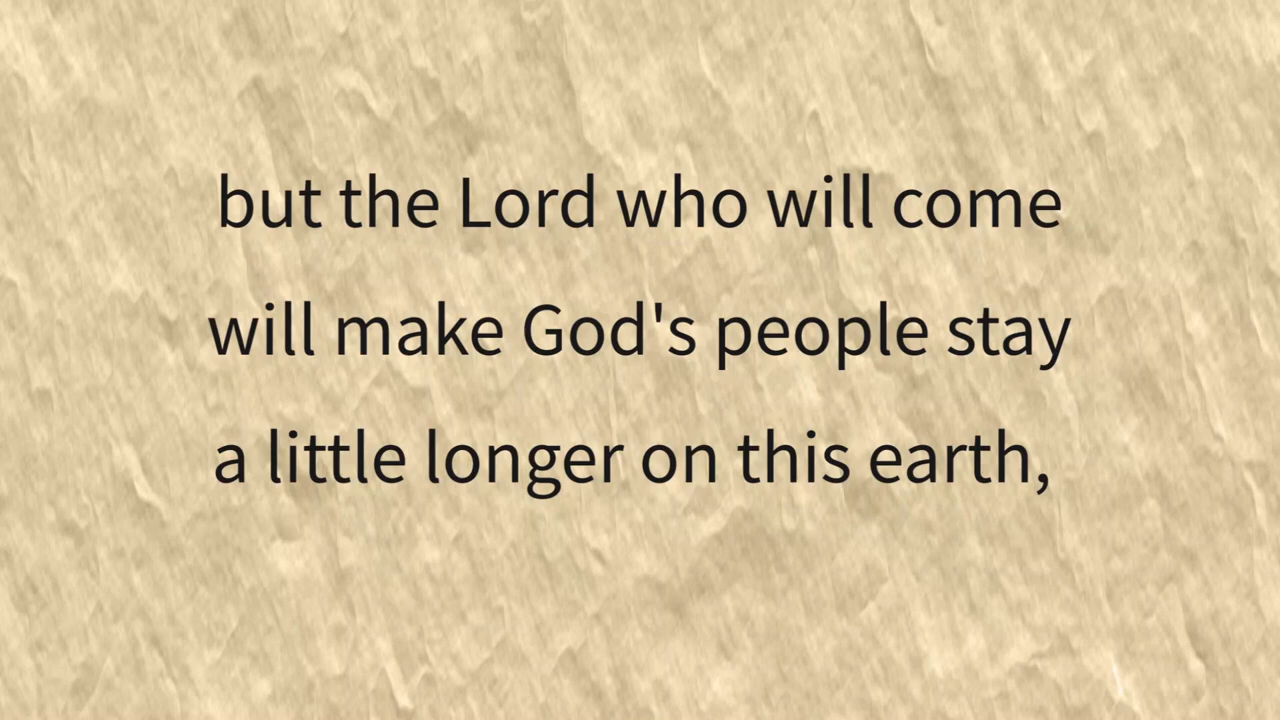 but the Lord who will come
will make God's people stay
a little longer on this earth,